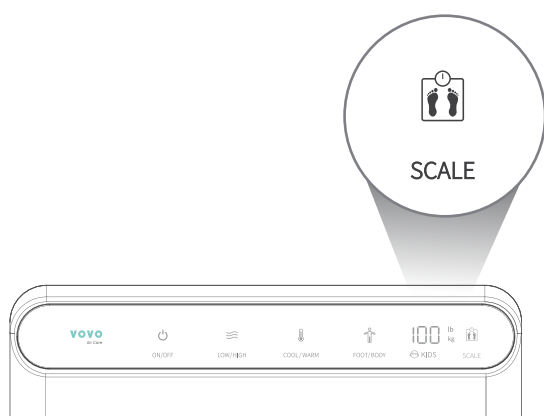 SCALE
VOVO
Air Care
ON/OFF
LOW/HIGH
COOL/WARM
FOOT/BODY
100 lb
kg
KIDS
SCALE